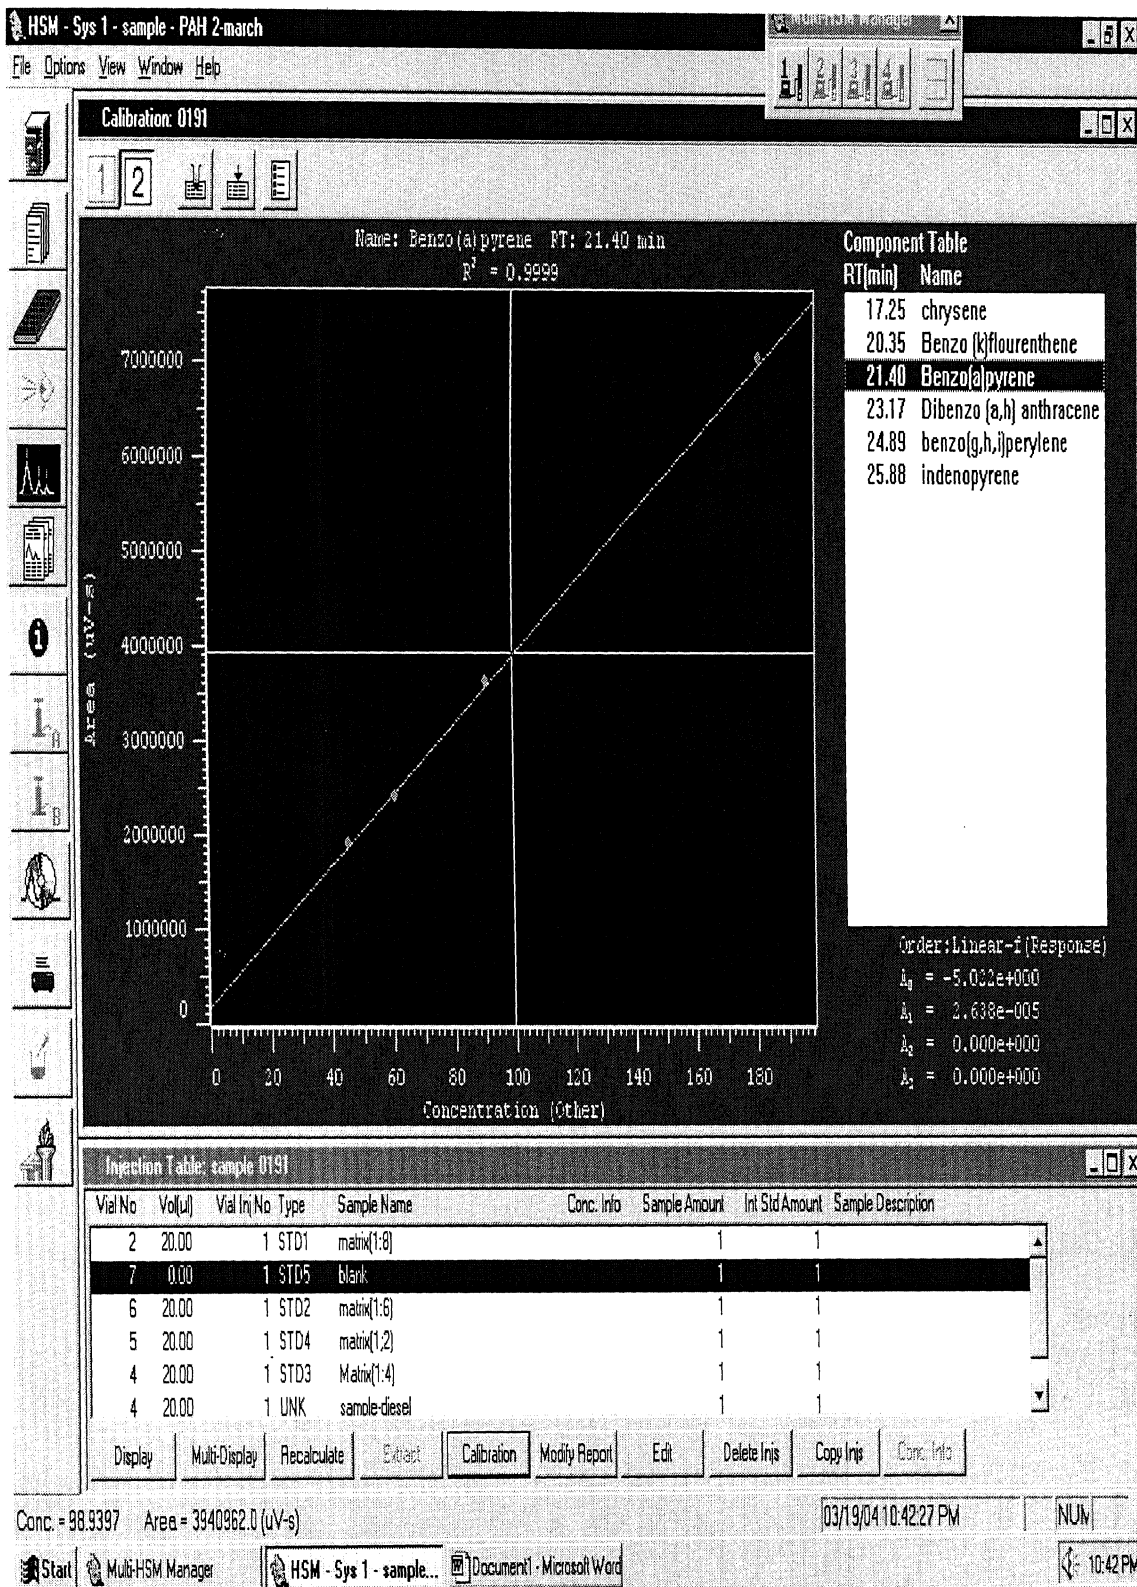 HSM - Sys 1 - sample - PAH 2-march
Multi-HSM Manager
File Options View Window Help
1 2 3 4
Calibration: 0191
1 2
Name: Benzo(a)pyrene RT: 21.40 min
R² = 0.9999
Component Table
RT(min) Name
17.25 chrysene
20.35 Benzo (k)flourenthene
21.40 Benzo(a)pyrene
23.17 Dibenzo (a,h) anthracene
24.89 benzo(g,h,i)perylene
25.88 indenopyrene
7000000
6000000
5000000
4000000
3000000
2000000
1000000
0
Area (uV-s)
A
B
0 20 40 60 80 100 120 140 160 180
Concentration (Other)
Order:Linear-f(Response)
A₀ = -5.022e+000
A₁ = 2.638e-005
A₂ = 0.000e+000
A₃ = 0.000e+000
Injection Table: sample 0191
Vial No Vol(ul) Vial Inj No Type Sample Name Conc. Info Sample Amount Int Std Amount Sample Description
2 20.00 1 STD1 matrix(1:8) 1 1
7 0.00 1 STD5 blank 1 1
6 20.00 1 STD2 matrix(1:6) 1 1
5 20.00 1 STD4 matrix(1;2) 1 1
4 20.00 1 STD3 Matrix(1:4) 1 1
4 20.00 1 UNK sample-diesel 1 1
Display Multi-Display Recalculate Extract Calibration Modify Report Edit Delete Injs Copy Injs Conc. Info
Conc. = 98.9397 Area = 3940962.0 (uV-s) 03/19/04 10:42:27 PM NUM
Start Multi-HSM Manager HSM - Sys 1 - sample... Document1 - Microsoft Word 10:42 PM